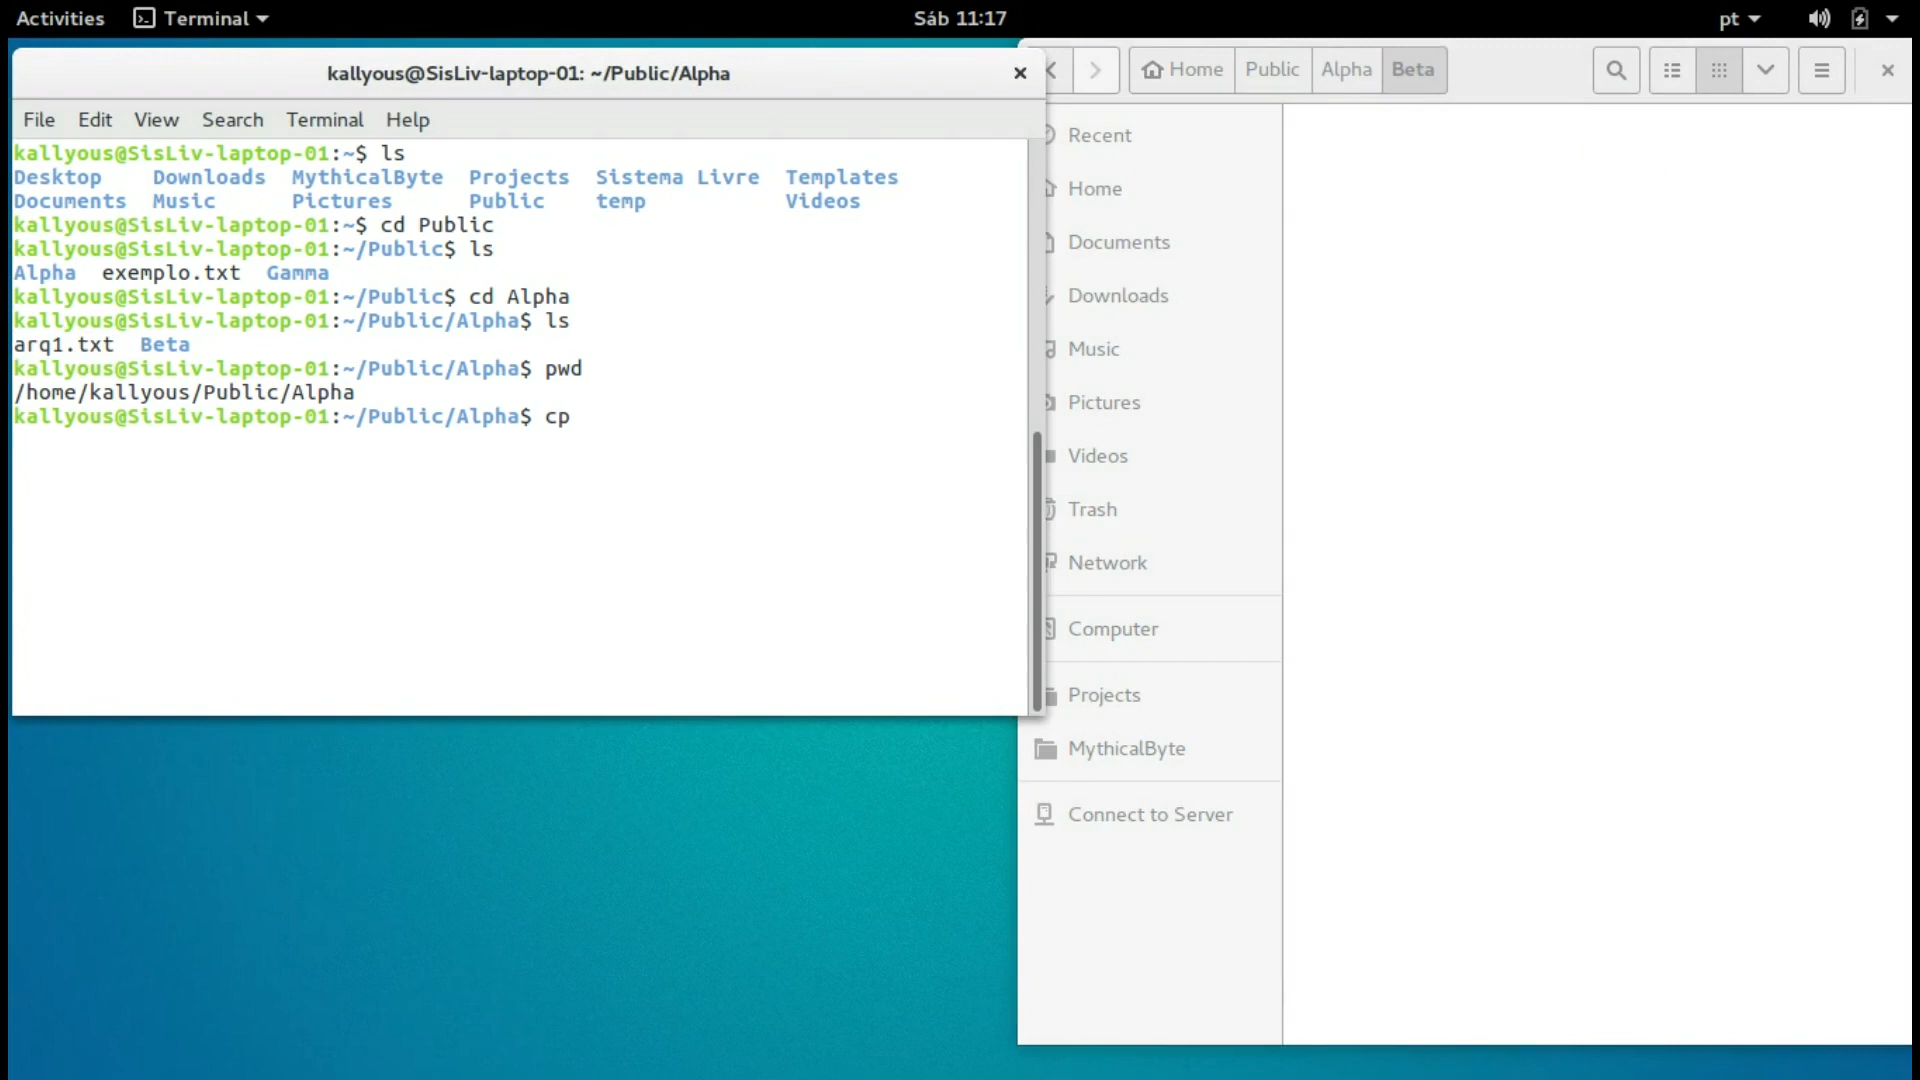 Activities Terminal Sáb 11:17 pt
kallyous@SisLiv-laptop-01: ~/Public/Alpha
File Edit View Search Terminal Help
kallyous@SisLiv-laptop-01:~$ ls
Desktop Downloads MythicalByte Projects Sistema Livre Templates
Documents Music Pictures Public temp Videos
kallyous@SisLiv-laptop-01:~$ cd Public
kallyous@SisLiv-laptop-01:~/Public$ ls
Alpha exemplo.txt Gamma
kallyous@SisLiv-laptop-01:~/Public$ cd Alpha
kallyous@SisLiv-laptop-01:~/Public/Alpha$ ls
arq1.txt Beta
kallyous@SisLiv-laptop-01:~/Public/Alpha$ pwd
/home/kallyous/Public/Alpha
kallyous@SisLiv-laptop-01:~/Public/Alpha$ cp
Home Public Alpha Beta
Recent
Home
Documents
Downloads
Music
Pictures
Videos
Trash
Network
Computer
Projects
MythicalByte
Connect to Server